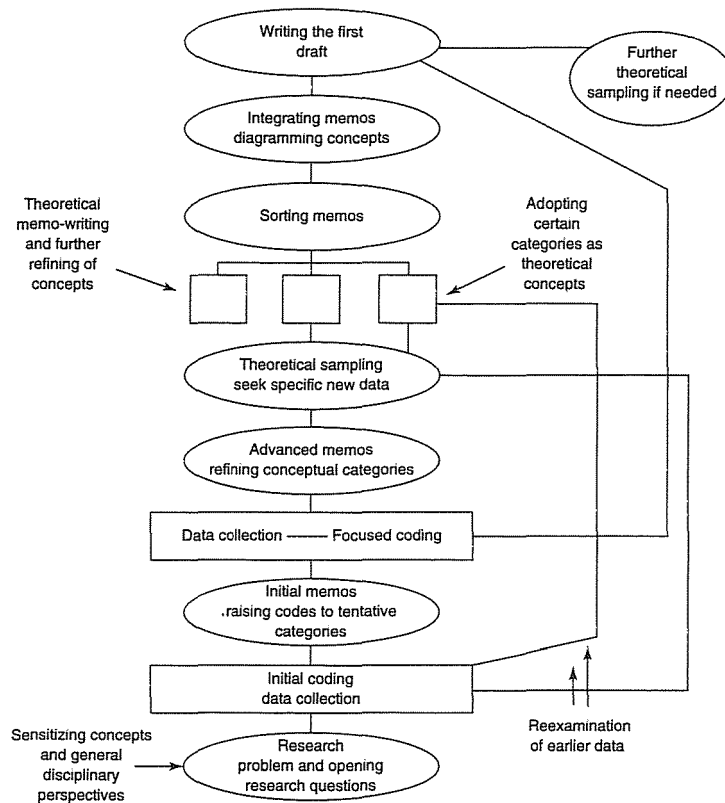 Writing the first
draft
Further
theoretical
sampling if needed
Integrating memos
diagramming concepts
Theoretical
memo-writing
and further
refining of
concepts
Sorting memos
Adopting
certain
categories as
theoretical
concepts
Theoretical sampling
seek specific new data
Advanced memos
refining conceptual categories
Data collection —— Focused coding
Initial memos
raising codes to tentative
categories
Initial coding
data collection
Reexamination
of earlier data
Sensitizing concepts
and general
disciplinary
perspectives
Research
problem and opening
research questions